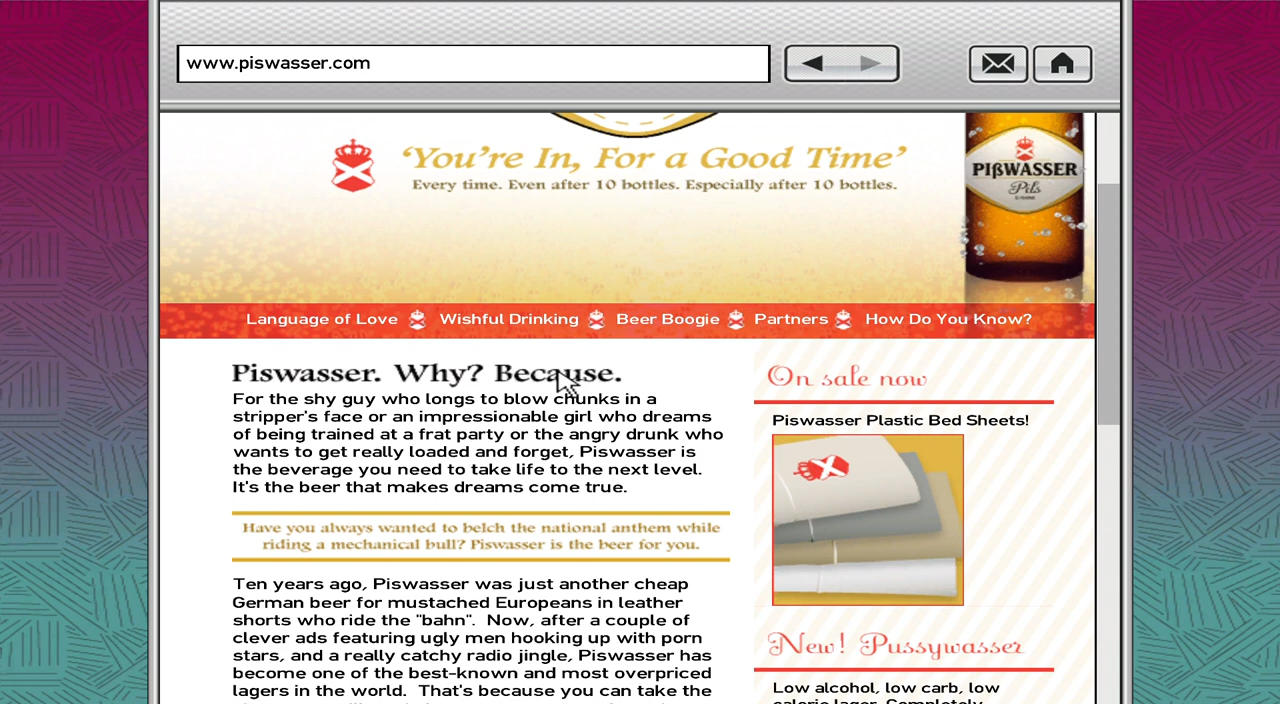 www.piswasser.com
'You're In, For a Good Time'
Every time. Even after 10 bottles. Especially after 10 bottles.
PIßWASSER
Pils
Language of Love
Wishful Drinking
Beer Boogie
Partners
How Do You Know?
Piswasser. Why? Because.
For the shy guy who longs to blow chunks in a
stripper's face or an impressionable girl who dreams
of being trained at a frat party or the angry drunk who
wants to get really loaded and forget, Piswasser is
the beverage you need to take life to the next level.
It's the beer that makes dreams come true.
Have you always wanted to belch the national anthem while
riding a mechanical bull? Piswasser is the beer for you.
Ten years ago, Piswasser was just another cheap
German beer for mustached Europeans in leather
shorts who ride the "bahn".  Now, after a couple of
clever ads featuring ugly men hooking up with porn
stars, and a really catchy radio jingle, Piswasser has
become one of the best-known and most overpriced
lagers in the world.  That's because you can take the
On sale now
Piswasser Plastic Bed Sheets!
New! Pussywasser
Low alcohol, low carb, low
calorie lager. Completely